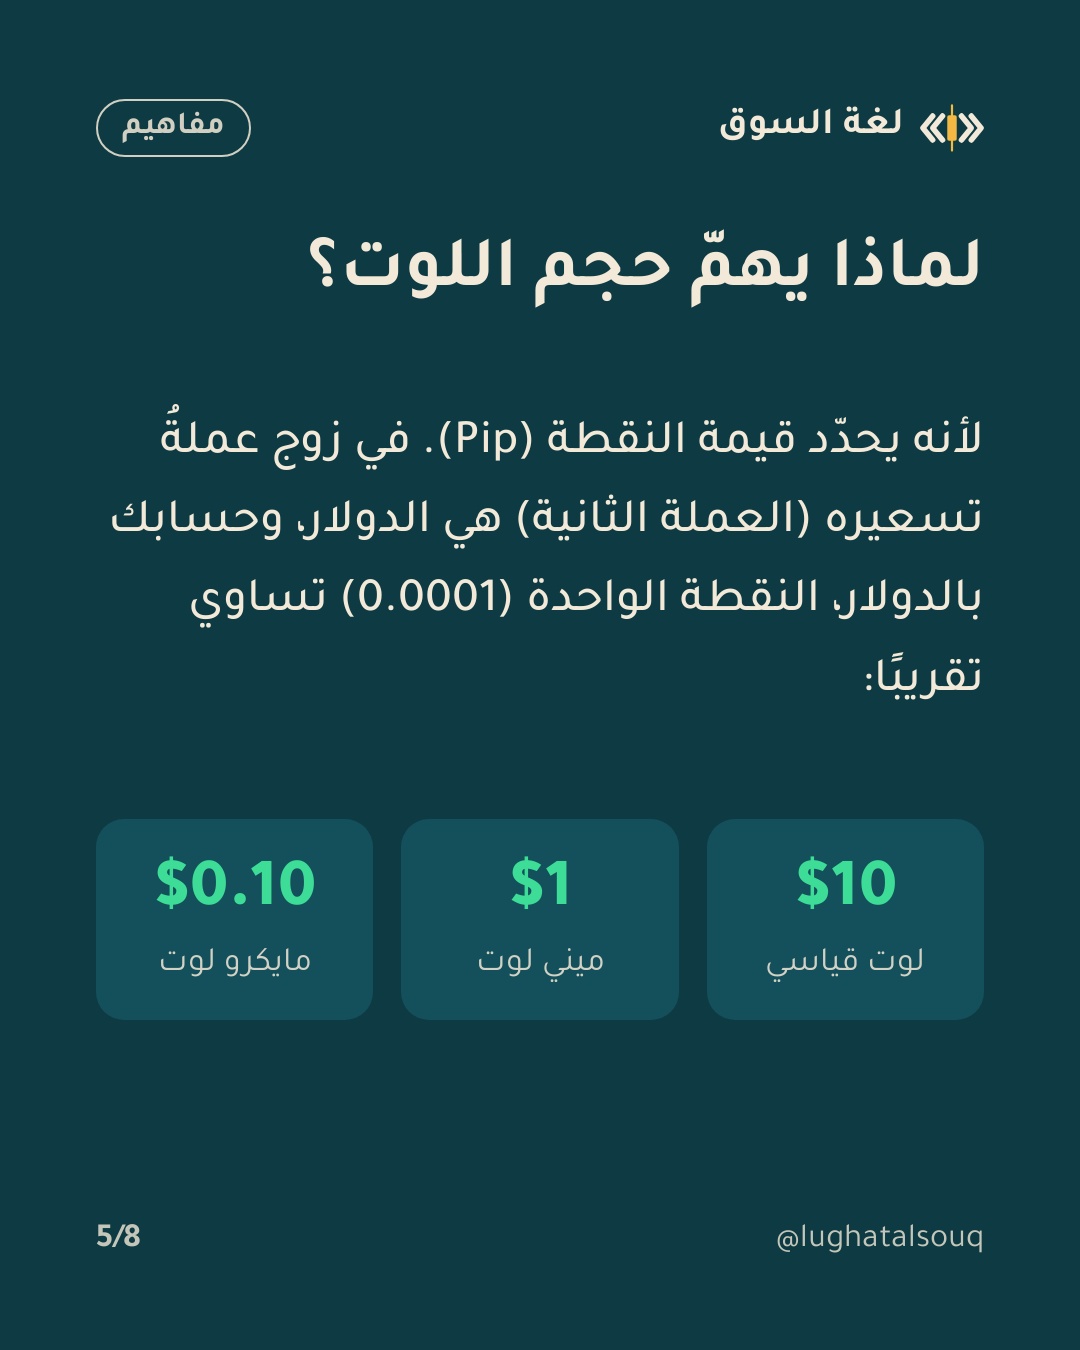 لغة السوق
مفاهيم
لماذا يهمّ حجم اللوت؟
لأنه يحدّد قيمة النقطة (Pip). في زوج عملةُ
تسعيره (العملة الثانية) هي الدولار، وحسابك
بالدولار، النقطة الواحدة (0.0001) تساوي
تقريبًا:
$10
لوت قياسي
$1
ميني لوت
$0.10
مايكرو لوت
@lughatalsouq
5/8